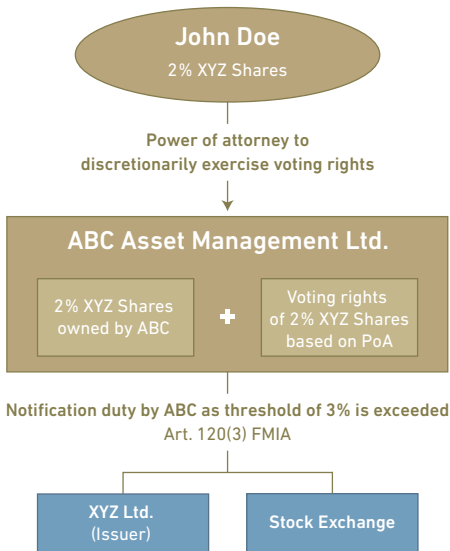 John Doe
2% XYZ Shares
Power of attorney to
discretionarily exercise voting rights
ABC Asset Management Ltd.
2% XYZ Shares
owned by ABC
+
Voting rights
of 2% XYZ Shares
based on PoA
Notification duty by ABC as threshold of 3% is exceeded
Art. 120(3) FMIA
XYZ Ltd.
(Issuer)
Stock Exchange